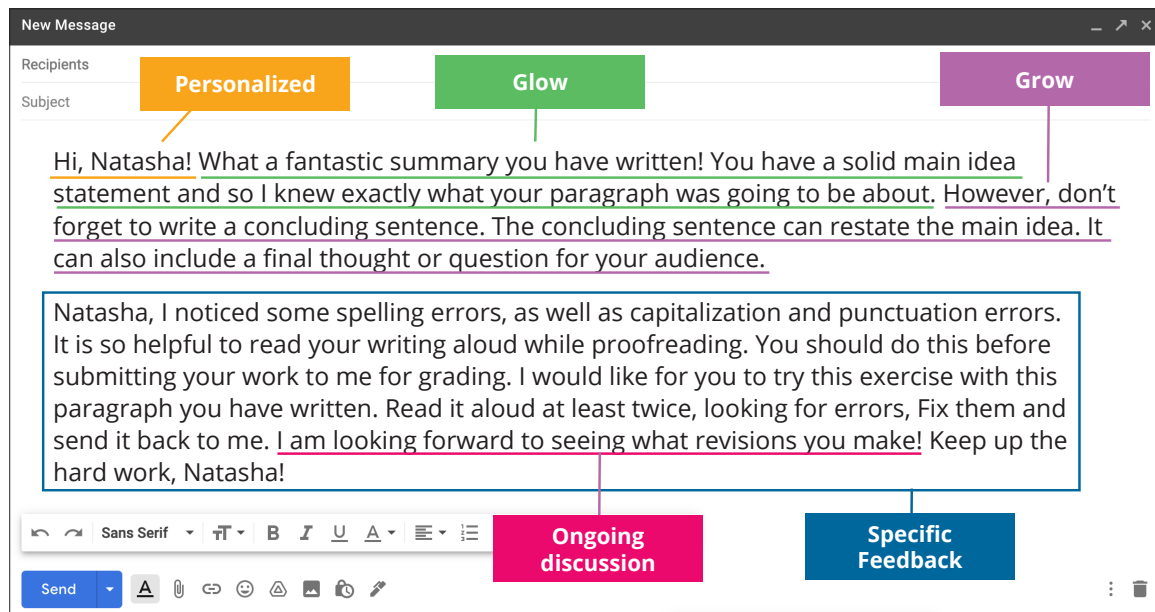 New Message
Recipients
Personalized
Glow
Grow
Subject
Hi, Natasha! What a fantastic summary you have written! You have a solid main idea
statement and so I knew exactly what your paragraph was going to be about. However, don’t
forget to write a concluding sentence. The concluding sentence can restate the main idea. It
can also include a final thought or question for your audience.
Natasha, I noticed some spelling errors, as well as capitalization and punctuation errors.
It is so helpful to read your writing aloud while proofreading. You should do this before
submitting your work to me for grading. I would like for you to try this exercise with this
paragraph you have written. Read it aloud at least twice, looking for errors, Fix them and
send it back to me. I am looking forward to seeing what revisions you make! Keep up the
hard work, Natasha!
Sans Serif
Ongoing
discussion
Specific
Feedback
Send